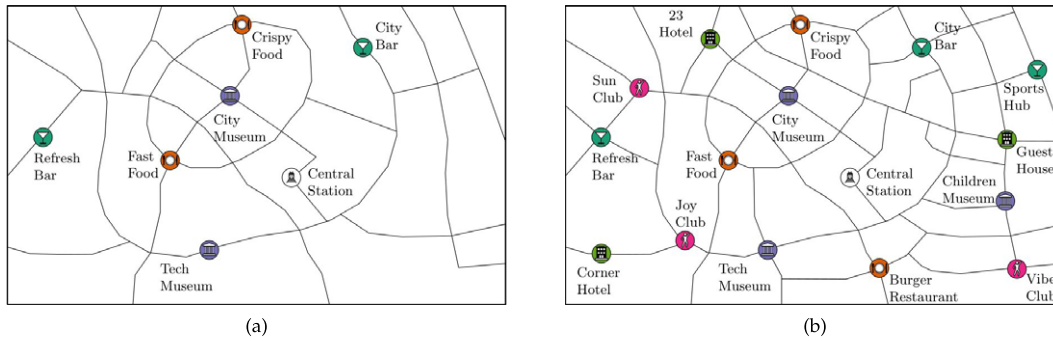 Crispy
Food
City
Bar
City
Museum
Refresh
Bar
Fast
Food
Central
Station
Tech
Museum
(a)
23
Hotel
Crispy
Food
City
Bar
Sun
Club
Sports
Hub
City
Museum
Refresh
Bar
Fast
Food
Guest
House
Central
Station
Children
Museum
Joy
Club
Corner
Hotel
Tech
Museum
Burger
Restaurant
Vibe
Club
(b)